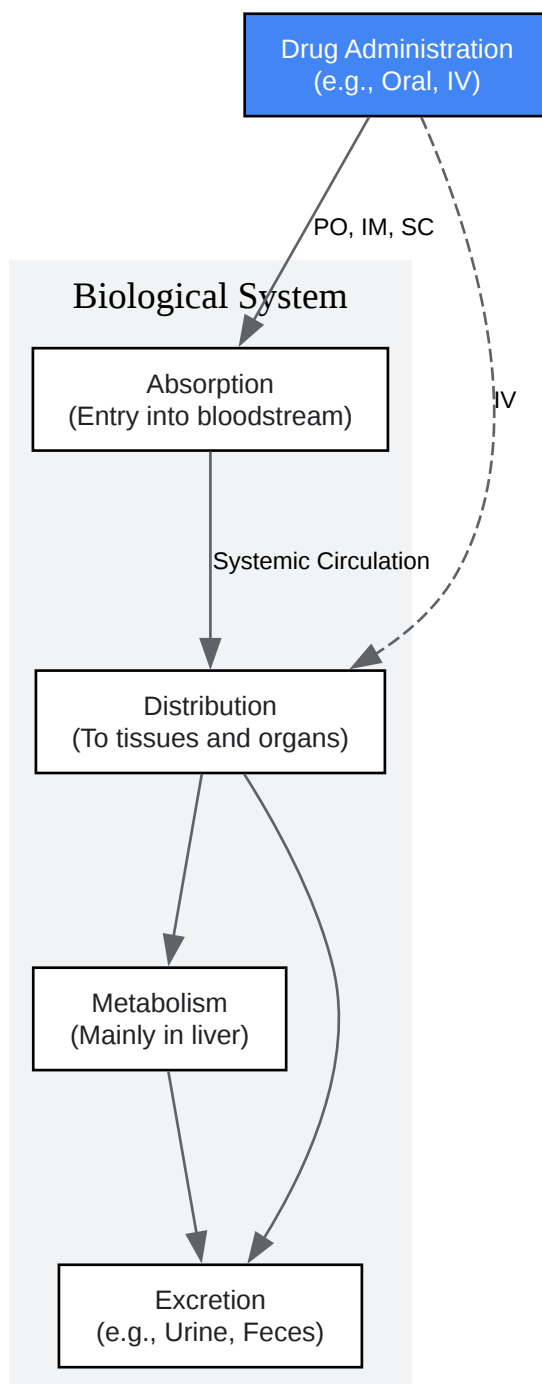 Drug Administration
(e.g., Oral, IV)
PO, IM, SC
Biological System
Absorption
(Entry into bloodstream)
IV
Systemic Circulation
Distribution
(To tissues and organs)
Metabolism
(Mainly in liver)
Excretion
(e.g., Urine, Feces)